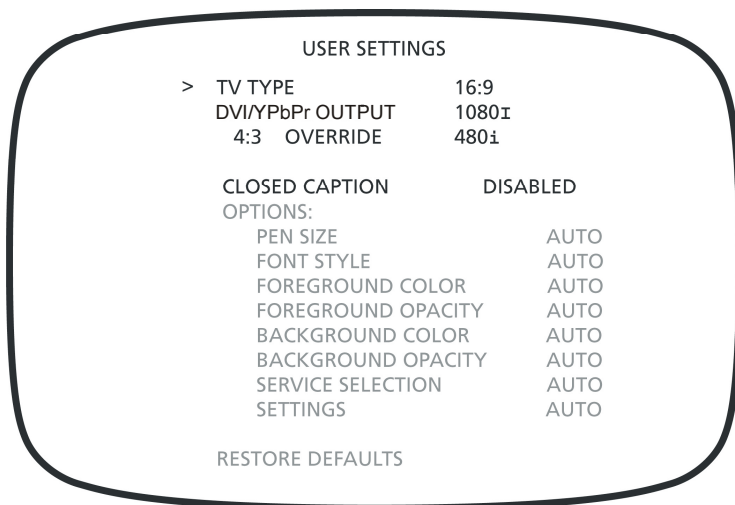 USER SETTINGS
> TV TYPE 16:9
DVI/YPbPr OUTPUT 1080I
4:3 OVERRIDE 480i
CLOSED CAPTION DISABLED
OPTIONS:
PEN SIZE AUTO
FONT STYLE AUTO
FOREGROUND COLOR AUTO
FOREGROUND OPACITY AUTO
BACKGROUND COLOR AUTO
BACKGROUND OPACITY AUTO
SERVICE SELECTION AUTO
SETTINGS AUTO
RESTORE DEFAULTS